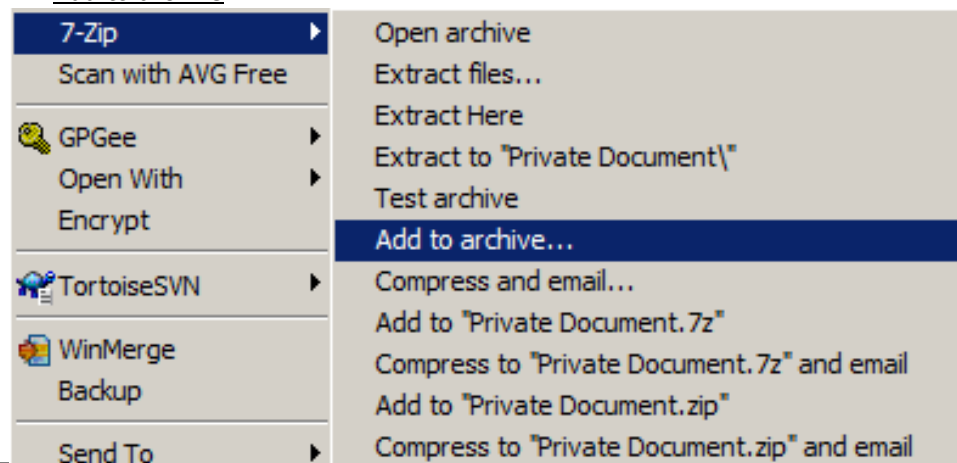 7-Zip
Scan with AVG Free
GPGee
Open With
Encrypt
TortoiseSVN
WinMerge
Backup
Send To
Open archive
Extract files...
Extract Here
Extract to "Private Document\"
Test archive
Add to archive...
Compress and email...
Add to "Private Document.7z"
Compress to "Private Document.7z" and email
Add to "Private Document.zip"
Compress to "Private Document.zip" and email